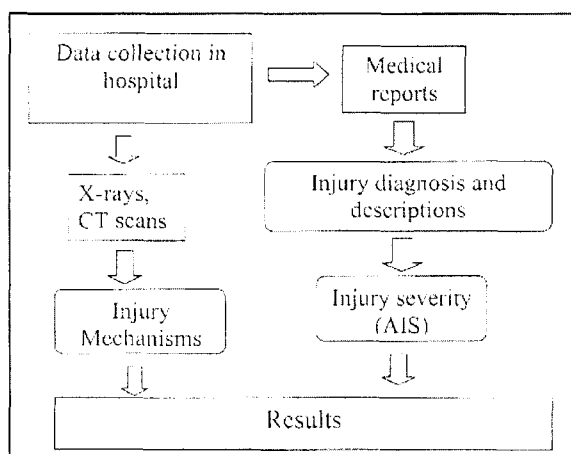 Data collection in
hospital
Medical
reports
X-rays,
CT scans
Injury diagnosis and
descriptions
Injury
Mechanisms
Injury severity
(AIS)
Results